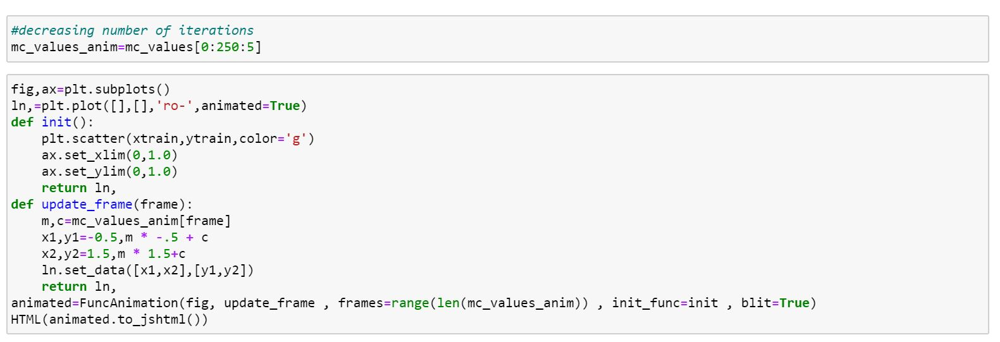 #decreasing number of iterations
mc_values_anim=mc_values[0:250:5]
fig,ax=plt.subplots()
ln,=plt.plot([],[],'ro-',animated=True)
def init():
    plt.scatter(xtrain,ytrain,color='g')
    ax.set_xlim(0,1.0)
    ax.set_ylim(0,1.0)
    return ln,
def update_frame(frame):
    m,c=mc_values_anim[frame]
    x1,y1=-0.5,m * -.5 + c
    x2,y2=1.5,m * 1.5+c
    ln.set_data([x1,x2],[y1,y2])
    return ln,
animated=FuncAnimation(fig, update_frame , frames=range(len(mc_values_anim)) , init_func=init , blit=True)
HTML(animated.to_jshtml())